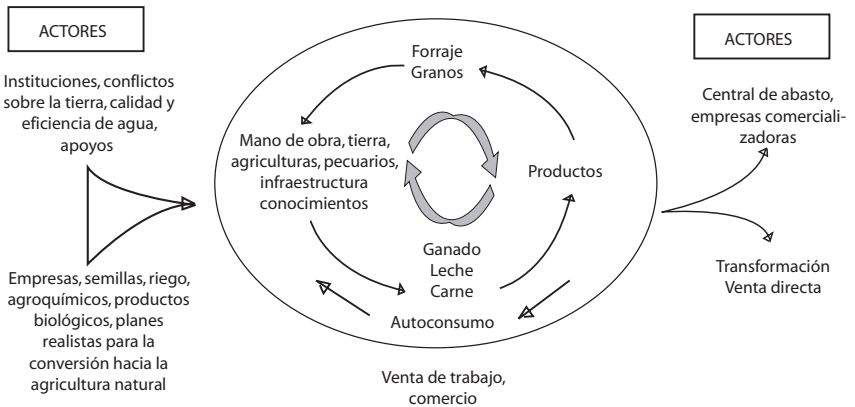 ACTORES
Instituciones, conflictos
sobre la tierra, calidad y
eficiencia de agua,
apoyos
Empresas, semillas, riego,
agroquímicos, productos
biológicos, planes
realistas para la
conversión hacia la
agricultura natural
Forraje
Granos
Mano de obra, tierra,
agriculturas, pecuarios,
infraestructura
conocimientos
Productos
Ganado
Leche
Carne
Autoconsumo
Venta de trabajo,
comercio
ACTORES
Central de abasto,
empresas comerciali-
zadoras
Transformación
Venta directa